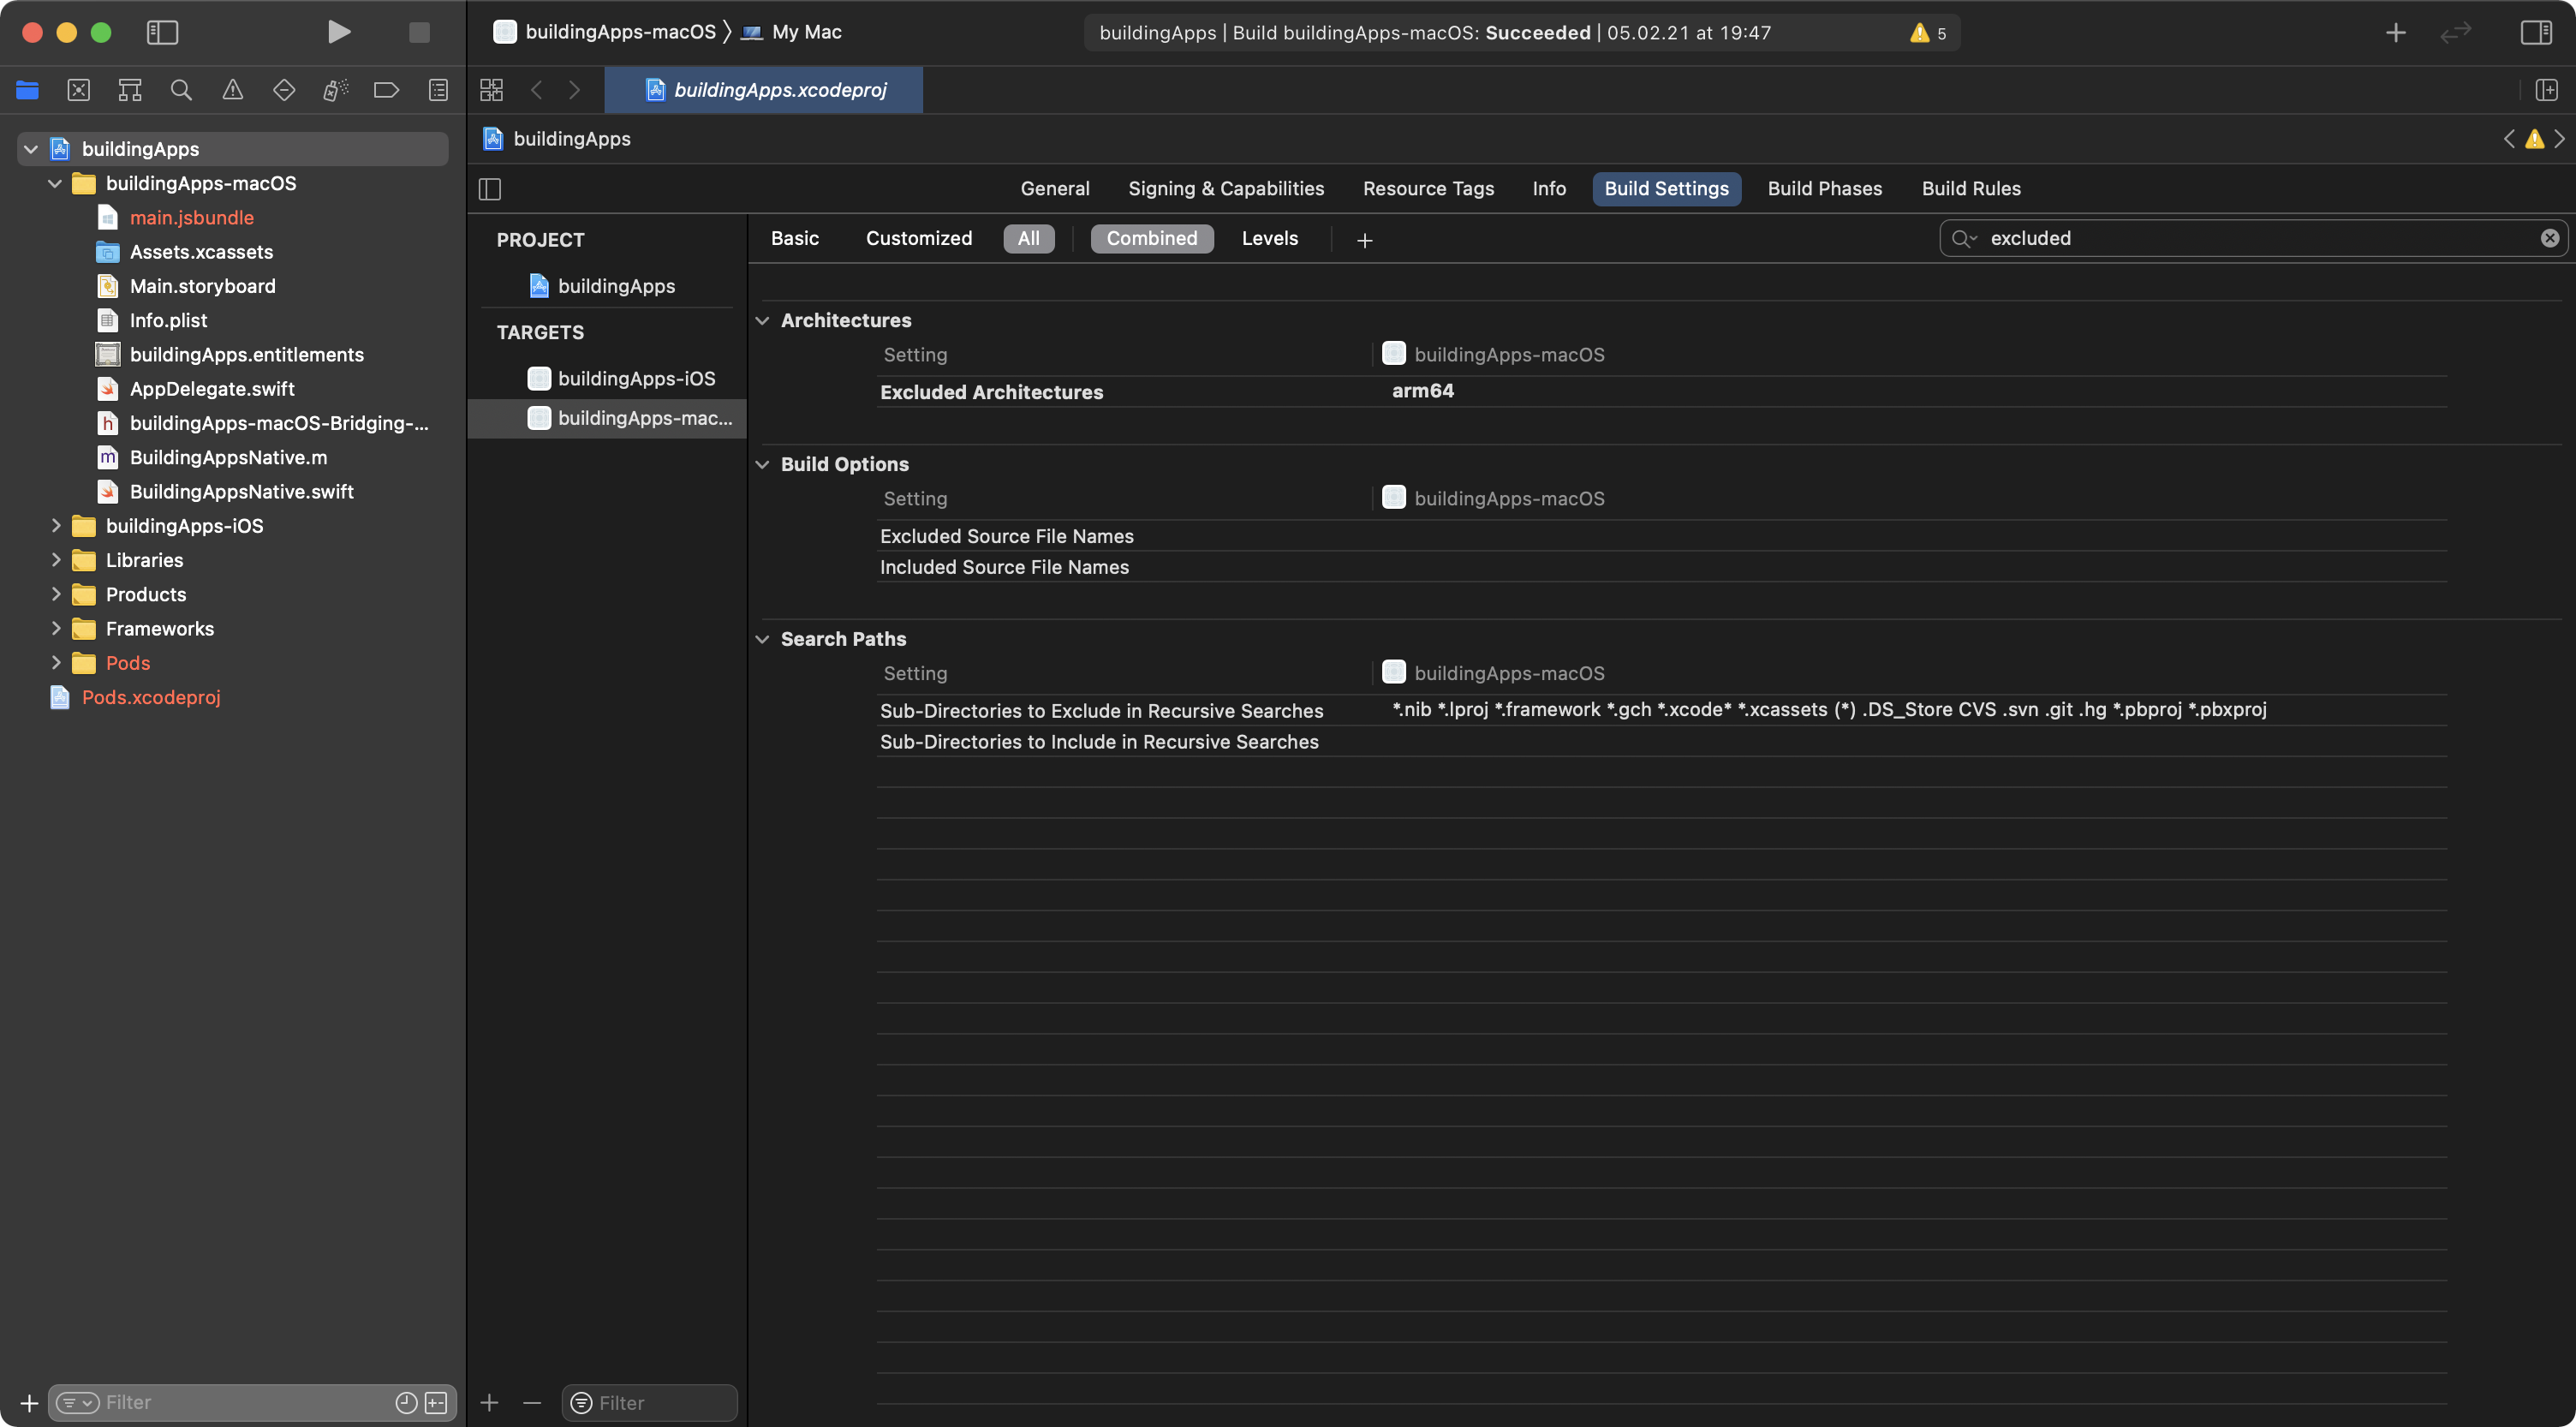 buildingApps-macOS
My Mac
buildingApps | Build buildingApps-macOS: Succeeded | 05.02.21 at 19:47
5
buildingApps.xcodeproj
buildingApps
buildingApps-macOS
main.jsbundle
Assets.xcassets
Main.storyboard
Info.plist
buildingApps.entitlements
AppDelegate.swift
buildingApps-macOS-Bridging-...
BuildingAppsNative.m
BuildingAppsNative.swift
buildingApps-iOS
Libraries
Products
Frameworks
Pods
Pods.xcodeproj
Filter
buildingApps
General Signing & Capabilities Resource Tags Info Build Settings Build Phases Build Rules
PROJECT
buildingApps
TARGETS
buildingApps-iOS
buildingApps-mac...
Filter
Basic Customized All Combined Levels
excluded
Architectures
Setting buildingApps-macOS
Excluded Architectures arm64
Build Options
Setting buildingApps-macOS
Excluded Source File Names
Included Source File Names
Search Paths
Setting buildingApps-macOS
Sub-Directories to Exclude in Recursive Searches *.nib *.lproj *.framework *.gch *.xcode* *.xcassets (*) .DS_Store CVS .svn .git .hg *.pbproj *.pbxproj
Sub-Directories to Include in Recursive Searches